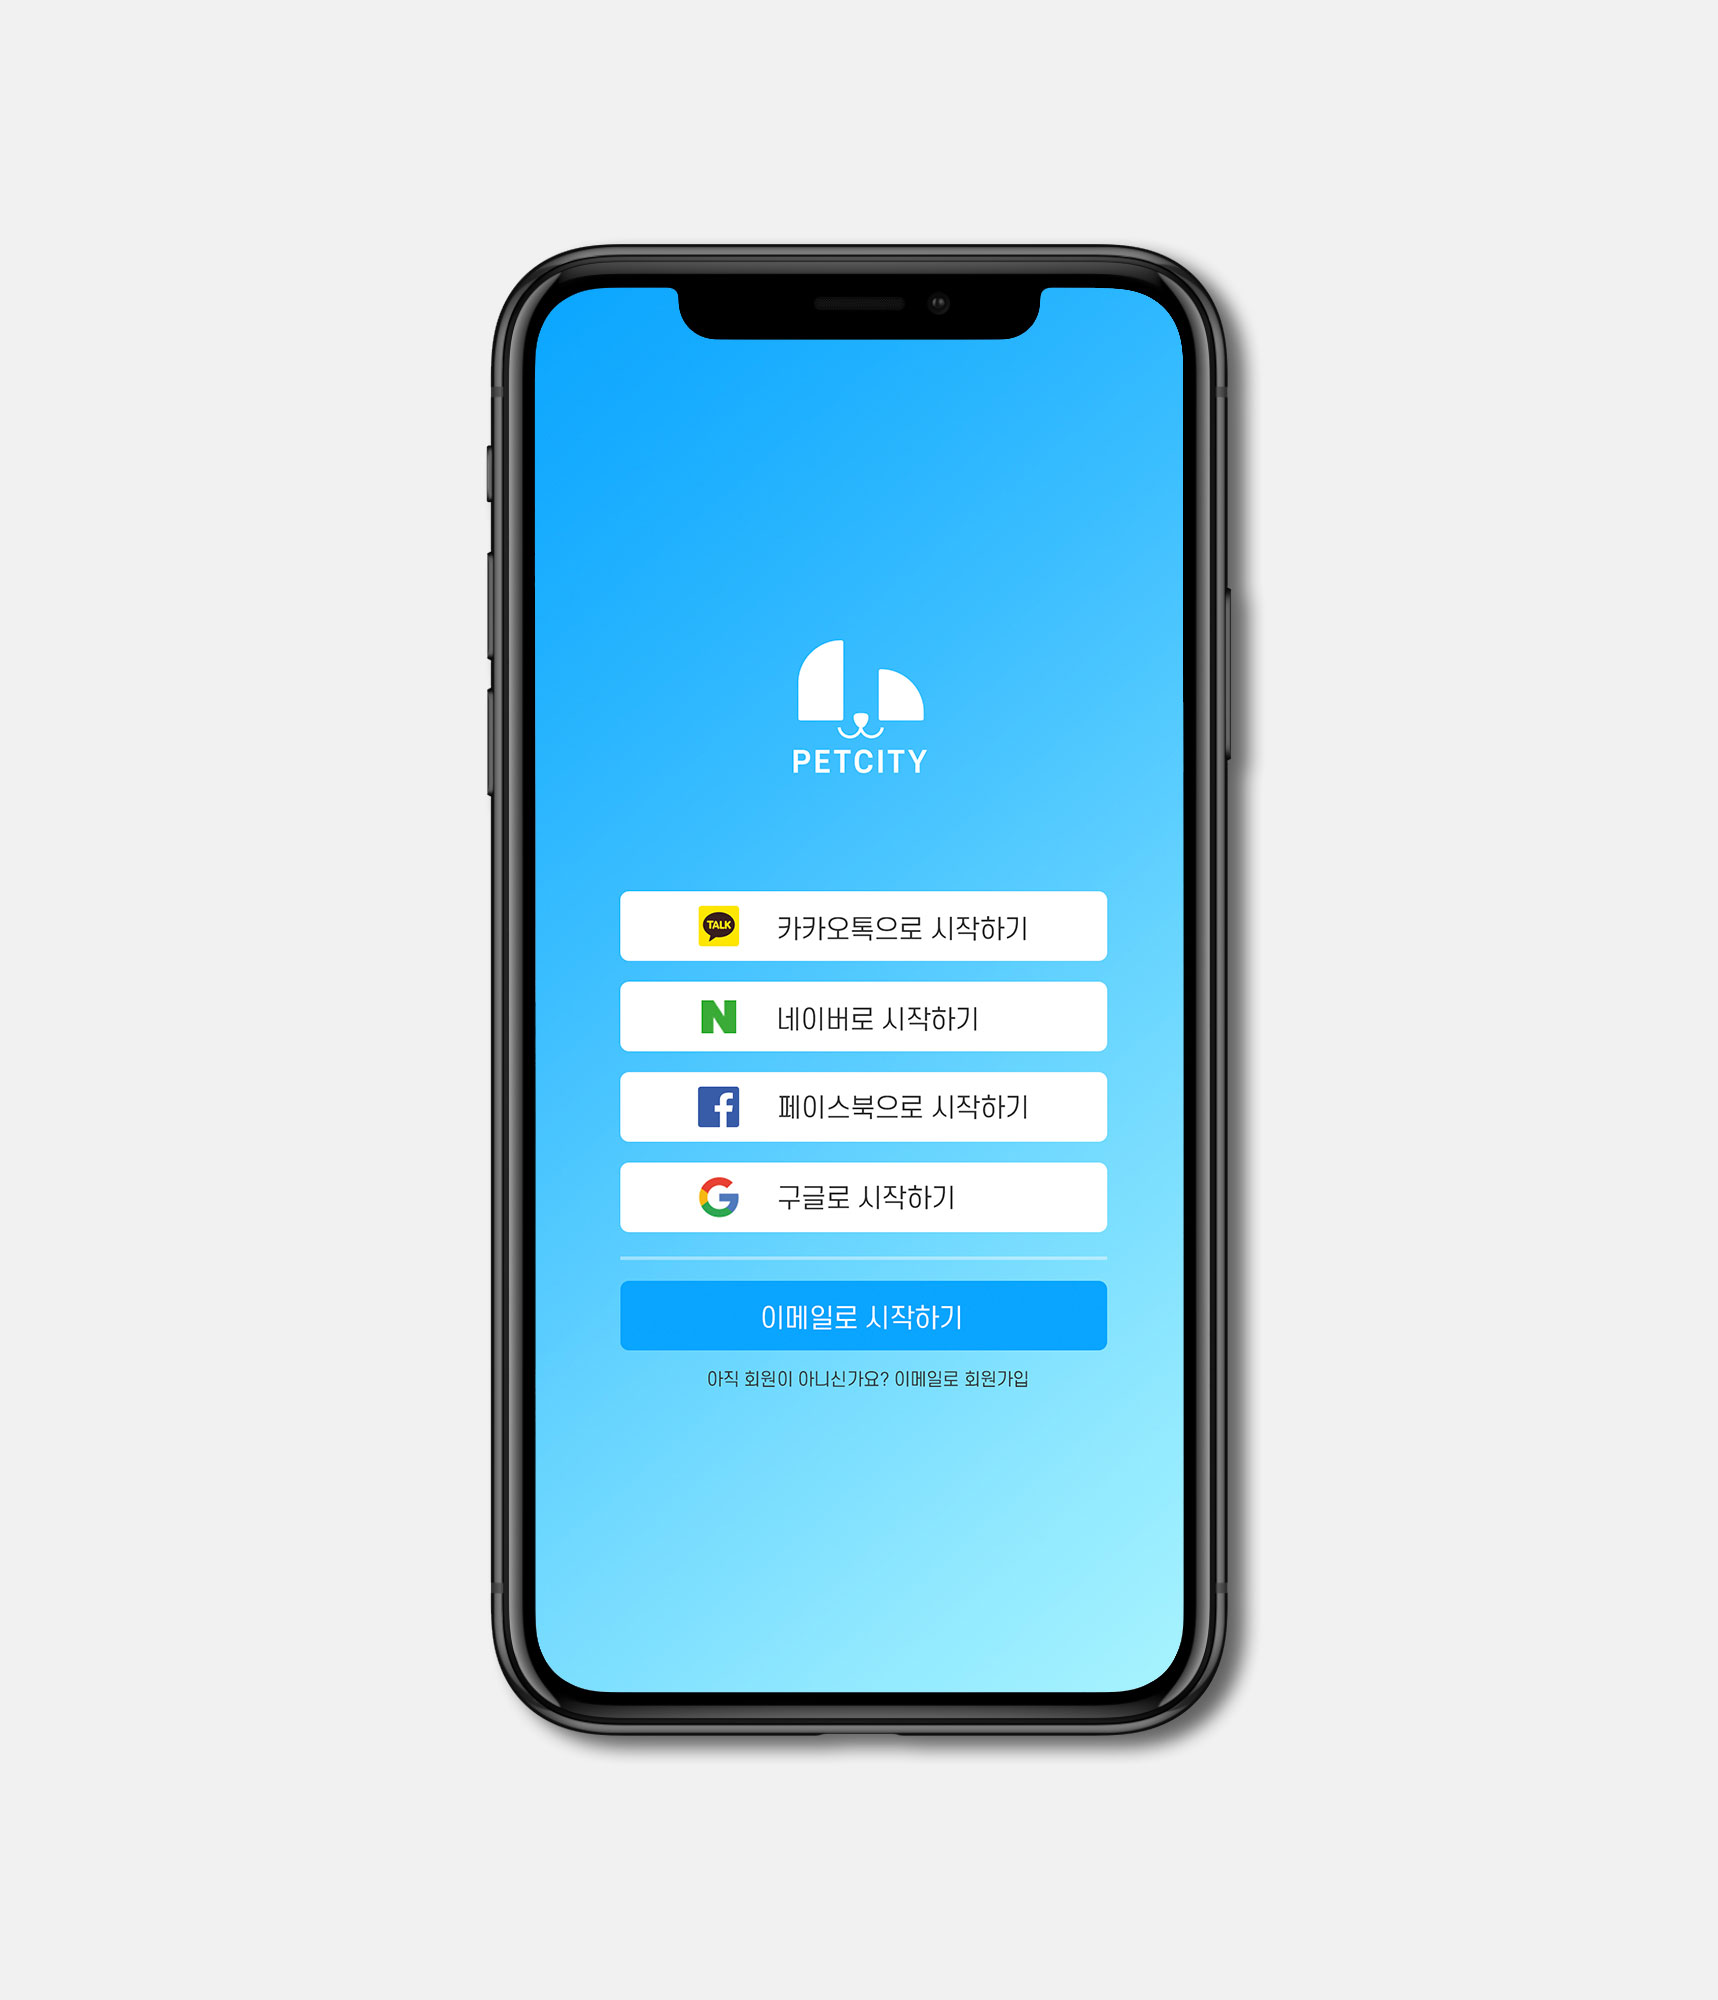 PETCITY
TALK
카카오톡으로 시작하기
N
네이버로 시작하기
페이스북으로 시작하기
구글로 시작하기
이메일로 시작하기
아직 회원이 아니신가요? 이메일로 회원가입